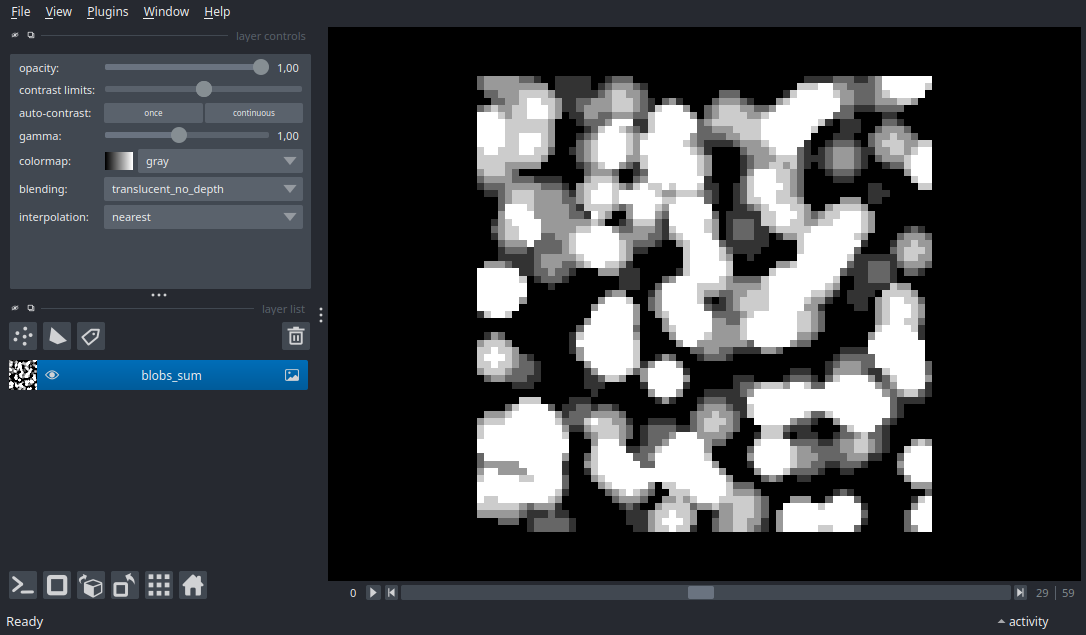 File View Plugins Window Help
layer controls
opacity: 1,00
contrast limits:
auto-contrast: once continuous
gamma: 1,00
colormap: gray
blending: translucent_no_depth
interpolation: nearest
layer list
blobs_sum
0 29 59
Ready activity